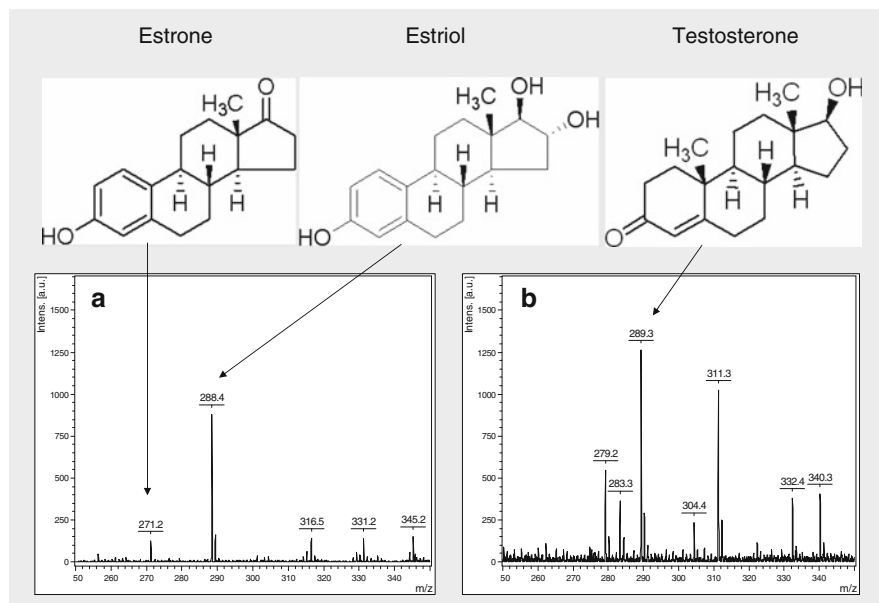 Estrone Estriol Testosterone
O
H₃C
H
H
H
HO
OH
H₃C
OH
H
H
H
HO
OH
H₃C
H₃C
H
H
H
O
a
Intens. [a.u.]
1500
1250
1000
750
500
250
0
288.4
271.2
316.5
331.2
345.2
50 260 270 280 290 300 310 320 330 340
m/z
b
Intens. [a.u.]
1500
1250
1000
750
500
250
0
289.3
311.3
279.2
283.3
304.4
332.4
340.3
50 260 270 280 290 300 310 320 330 340
m/z